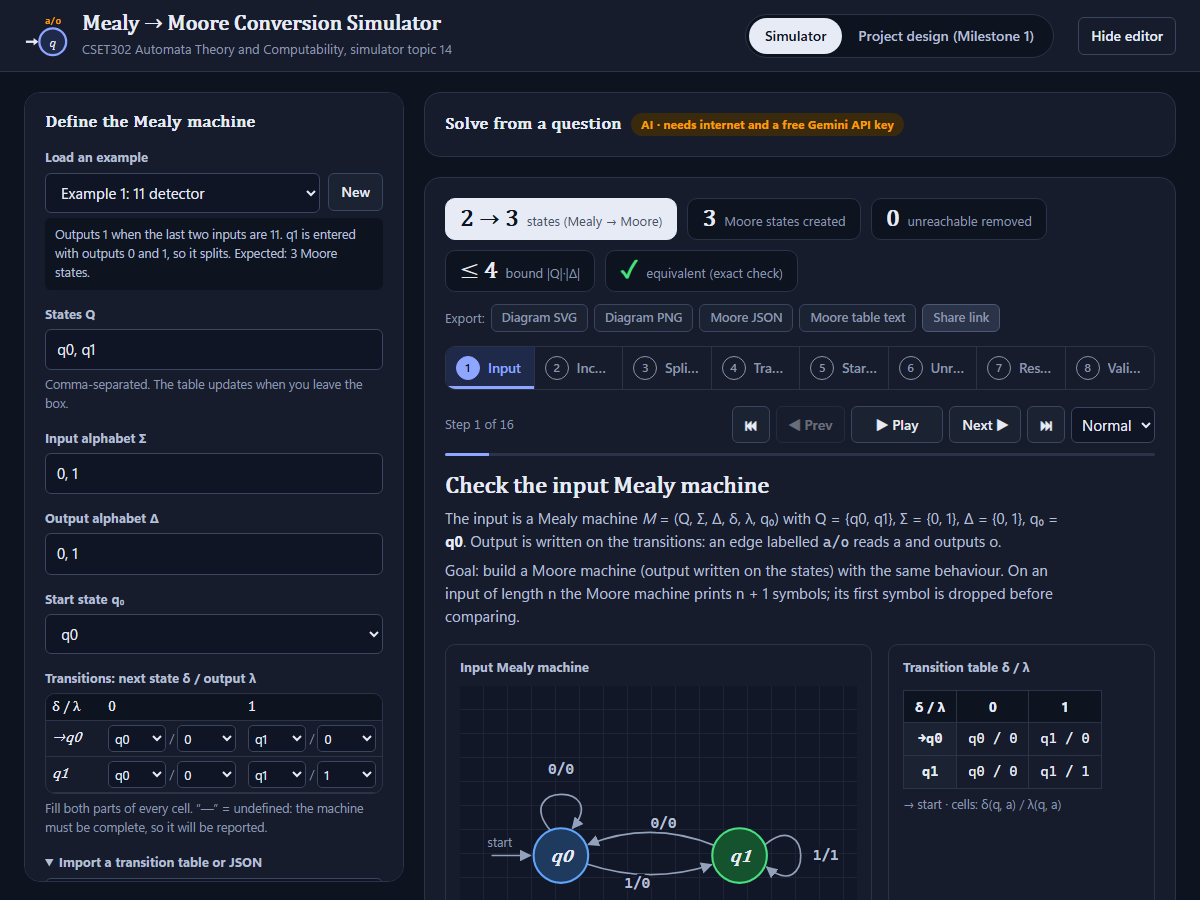 a/o
q
Mealy → Moore Conversion Simulator
CSET302 Automata Theory and Computability, simulator topic 14
Simulator
Project design (Milestone 1)
Hide editor
Define the Mealy machine
Load an example
Example 1: 11 detector
New
Outputs 1 when the last two inputs are 11. q1 is entered
with outputs 0 and 1, so it splits. Expected: 3 Moore
states.
States Q
q0, q1
Comma-separated. The table updates when you leave the
box.
Input alphabet Σ
0, 1
Output alphabet Δ
0, 1
Start state q₀
q0
Transitions: next state δ / output λ
δ / λ 0 1
→q0 q0 / 0 q1 / 0
q1 q0 / 0 q1 / 1
Fill both parts of every cell. "—" = undefined: the machine
must be complete, so it will be reported.
▼ Import a transition table or JSON
Solve from a question
AI · needs internet and a free Gemini API key
2 → 3 states (Mealy → Moore)
3 Moore states created
0 unreachable removed
≤ 4 bound |Q|·|Δ|
✓ equivalent (exact check)
Export:
Diagram SVG
Diagram PNG
Moore JSON
Moore table text
Share link
1 Input
2 Inc...
3 Spli...
4 Tra...
5 Star...
6 Unr...
7 Res...
8 Vali...
Step 1 of 16
⏮
◀ Prev
▶ Play
Next ▶
⏭
Normal
Check the input Mealy machine
The input is a Mealy machine M = (Q, Σ, Δ, δ, λ, q₀) with Q = {q0, q1}, Σ = {0, 1}, Δ = {0, 1}, q₀ =
q0. Output is written on the transitions: an edge labelled a/o reads a and outputs o.
Goal: build a Moore machine (output written on the states) with the same behaviour. On an
input of length n the Moore machine prints n + 1 symbols; its first symbol is dropped before
comparing.
Input Mealy machine
0/0
start
q0
0/0
q1
1/1
1/0
Transition table δ / λ
δ / λ 0 1
→q0 q0 / 0 q1 / 0
q1 q0 / 0 q1 / 1
→ start · cells: δ(q, a) / λ(q, a)